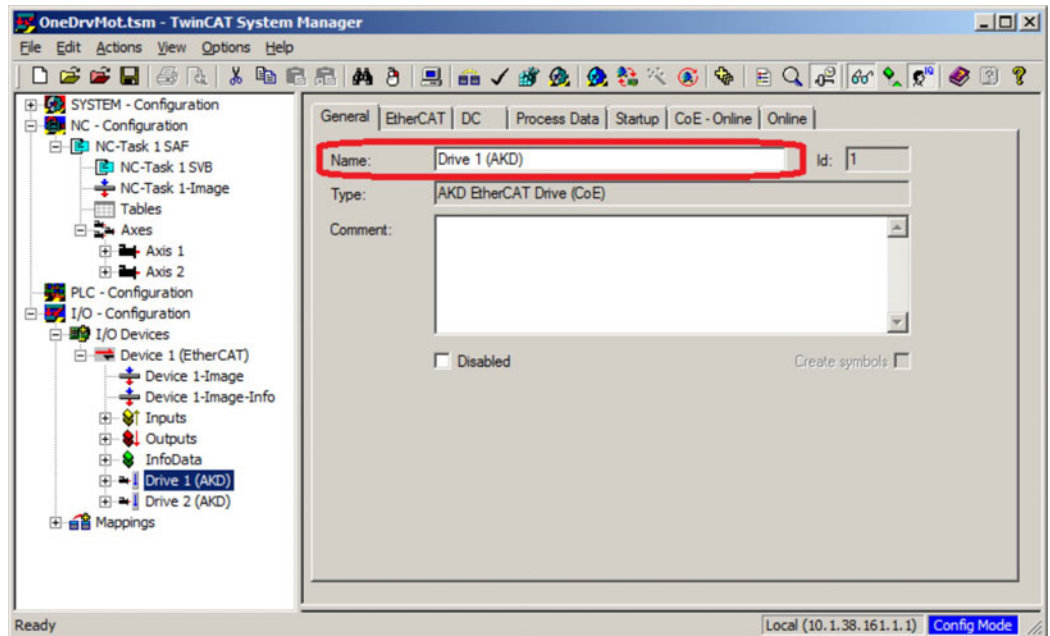 OneDrvMot.tsm - TwinCAT System Manager
File Edit Actions View Options Help
SYSTEM - Configuration
NC - Configuration
NC-Task 1 SAF
NC-Task 1 SVB
NC-Task 1-Image
Tables
Axes
Axis 1
Axis 2
PLC - Configuration
I/O - Configuration
I/O Devices
Device 1 (EtherCAT)
Device 1-Image
Device 1-Image-Info
Inputs
Outputs
InfoData
Drive 1 (AKD)
Drive 2 (AKD)
Mappings
General EtherCAT DC Process Data Startup CoE - Online Online
Name: Drive 1 (AKD) Id: 1
Type: AKD EtherCAT Drive (CoE)
Comment:
Disabled Create symbols
Ready Local (10.1.38.161.1.1) Config Mode